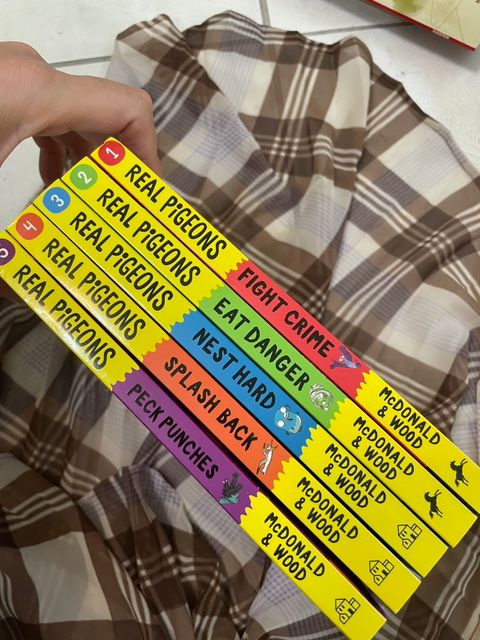 1
REAL PIGEONS
FIGHT CRIME
McDONALD
& WOOD
2
REAL PIGEONS
EAT DANGER
McDONALD
& WOOD
3
REAL PIGEONS
NEST HARD
McDONALD
& WOOD
4
REAL PIGEONS
SPLASH BACK
McDONALD
& WOOD
5
REAL PIGEONS
PECK PUNCHES
McDONALD
& WOOD